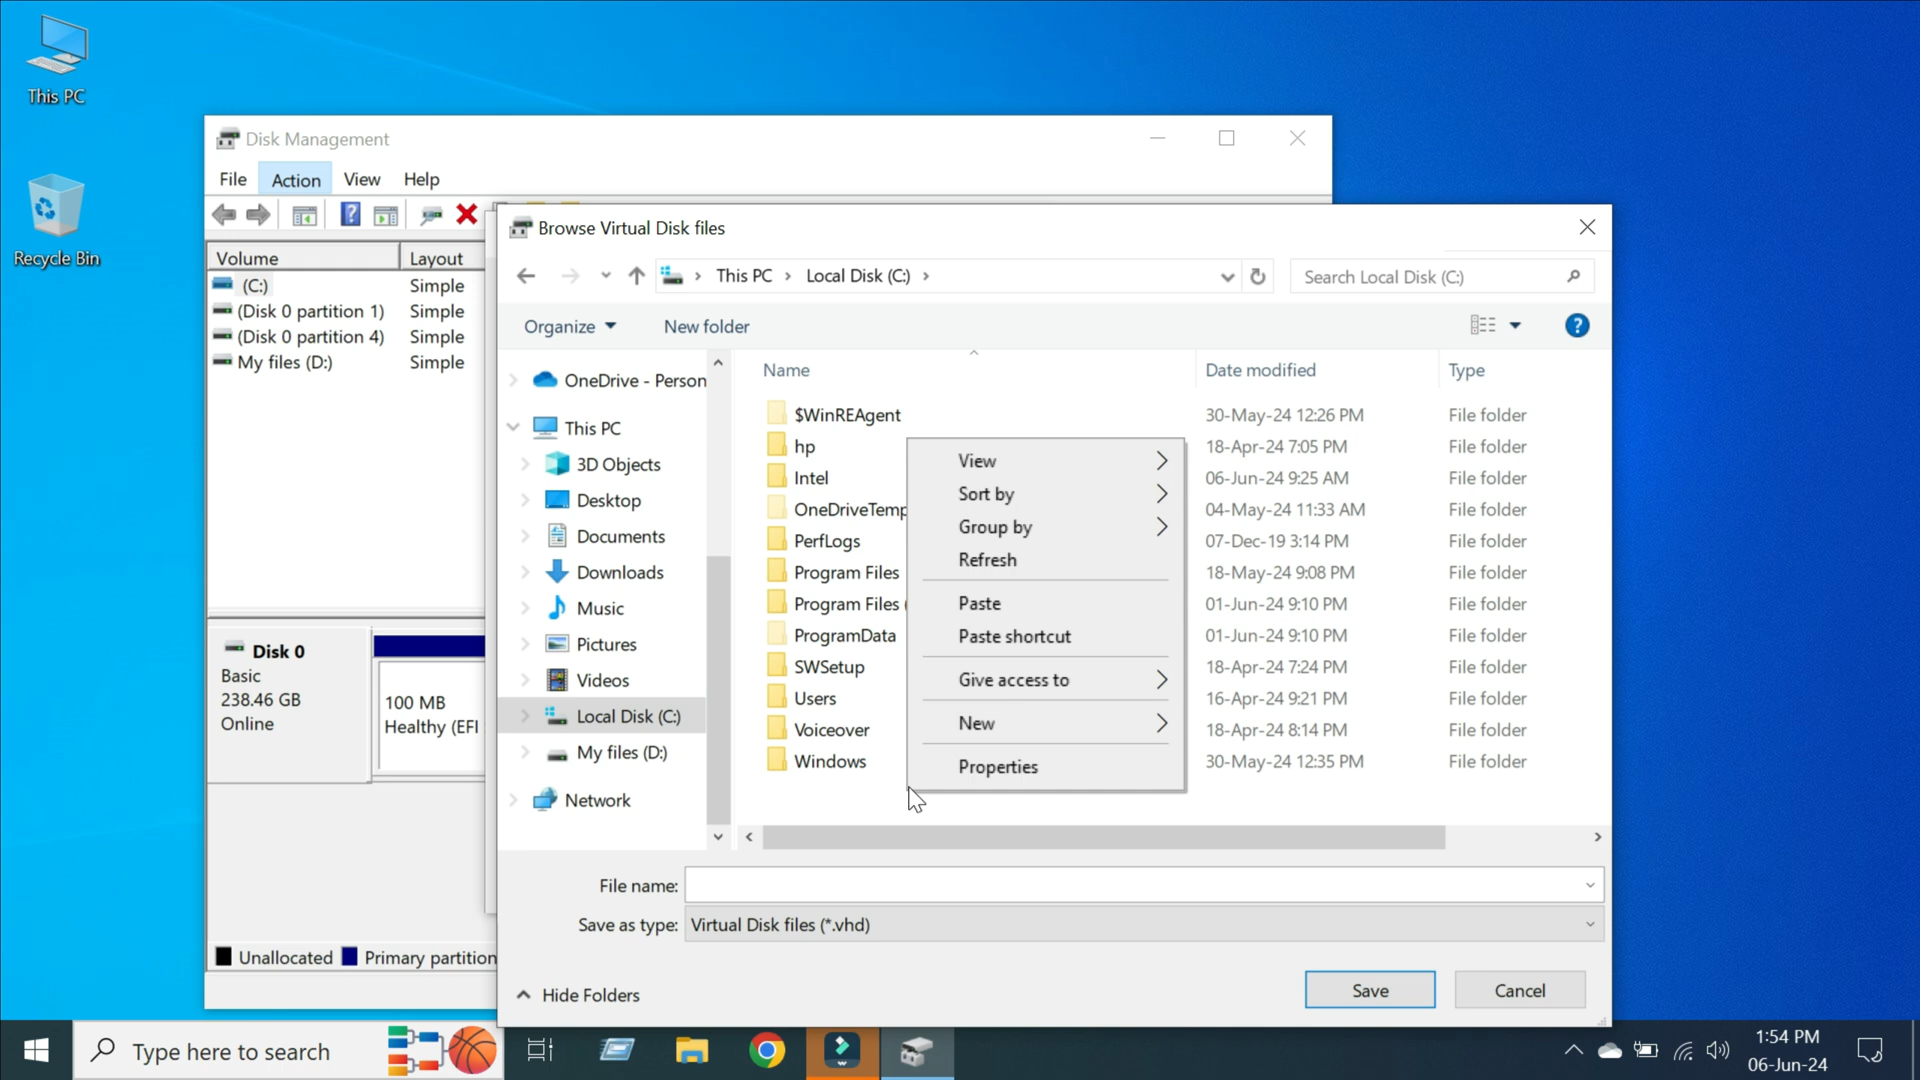 This PC
Recycle Bin
Disk Management
File Action View Help
Volume Layout
(C:) Simple
(Disk 0 partition 1) Simple
(Disk 0 partition 4) Simple
My files (D:) Simple
Disk 0
Basic
238.46 GB
Online
100 MB
Healthy (EFI
Unallocated Primary partition
Browse Virtual Disk files
This PC Local Disk (C:) Search Local Disk (C:)
Organize New folder
OneDrive - Person
This PC
3D Objects
Desktop
Documents
Downloads
Music
Pictures
Videos
Local Disk (C:)
My files (D:)
Network
Name Date modified Type
$WinREAgent 30-May-24 12:26 PM File folder
hp 18-Apr-24 7:05 PM File folder
Intel 06-Jun-24 9:25 AM File folder
OneDriveTemp 04-May-24 11:33 AM File folder
PerfLogs 07-Dec-19 3:14 PM File folder
Program Files 18-May-24 9:08 PM File folder
Program Files ( 01-Jun-24 9:10 PM File folder
ProgramData 01-Jun-24 9:10 PM File folder
SWSetup 18-Apr-24 7:24 PM File folder
Users 16-Apr-24 9:21 PM File folder
Voiceover 18-Apr-24 8:14 PM File folder
Windows 30-May-24 12:35 PM File folder
View
Sort by
Group by
Refresh
Paste
Paste shortcut
Give access to
New
Properties
File name:
Save as type: Virtual Disk files (*.vhd)
Hide Folders Save Cancel
Type here to search
1:54 PM
06-Jun-24